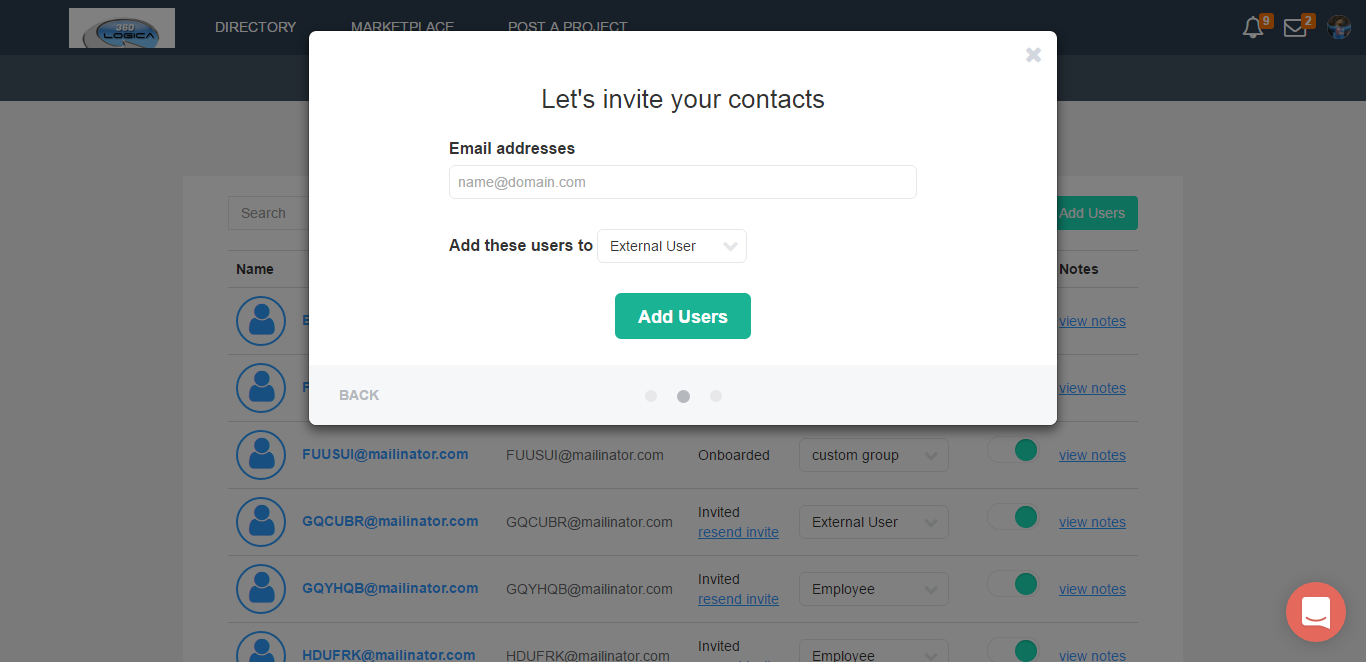 360
LOGICA
DIRECTORY
MARKETPLACE
POST A PROJECT
9
2
Let's invite your contacts
Email addresses
name@domain.com
Add these users to
External User
Add Users
BACK
Search
Add Users
Name
Notes
view notes
view notes
FUUSUI@mailinator.com
FUUSUI@mailinator.com
Onboarded
custom group
view notes
GQCUBR@mailinator.com
GQCUBR@mailinator.com
Invited
resend invite
External User
view notes
GQYHQB@mailinator.com
GQYHQB@mailinator.com
Invited
resend invite
Employee
view notes
HDUFRK@mailinator.com
HDUFRK@mailinator.com
Invited
Employee
view notes